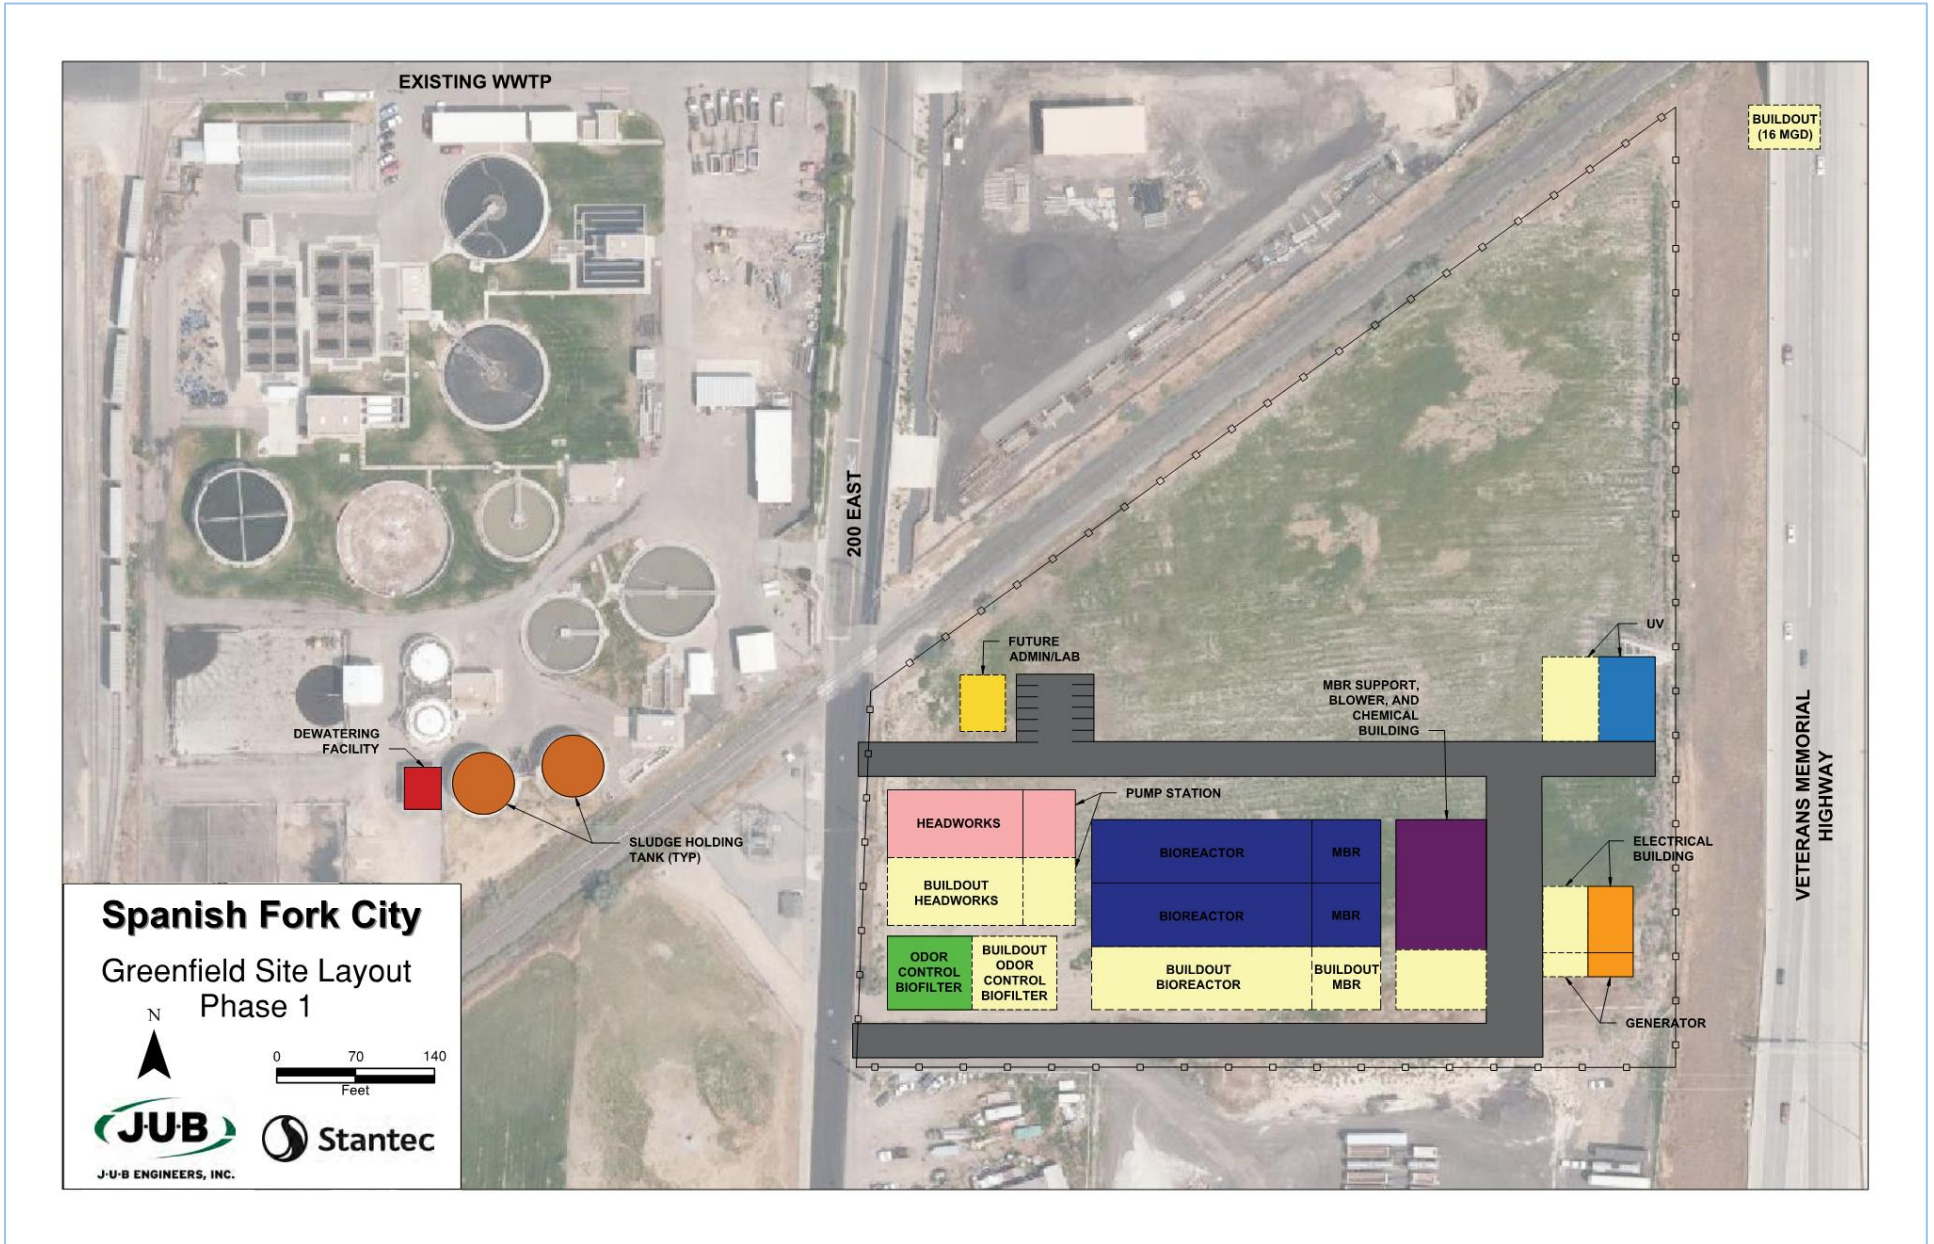 EXISTING WWTP
BUILDOUT
(16 MGD)
200 EAST
UV
FUTURE
ADMIN/LAB
MBR SUPPORT,
BLOWER, AND
CHEMICAL
BUILDING
VETERANS MEMORIAL
HIGHWAY
DEWATERING
FACILITY
SLUDGE HOLDING
TANK (TYP)
PUMP STATION
HEADWORKS
BUILDOUT
HEADWORKS
BIOREACTOR
MBR
BIOREACTOR
MBR
ELECTRICAL
BUILDING
ODOR
CONTROL
BIOFILTER
BUILDOUT
ODOR
CONTROL
BIOFILTER
BUILDOUT
BIOREACTOR
BUILDOUT
MBR
GENERATOR
Spanish Fork City
Greenfield Site Layout
Phase 1
N
0 70 140
Feet
J·U·B
J·U·B ENGINEERS, INC.
Stantec